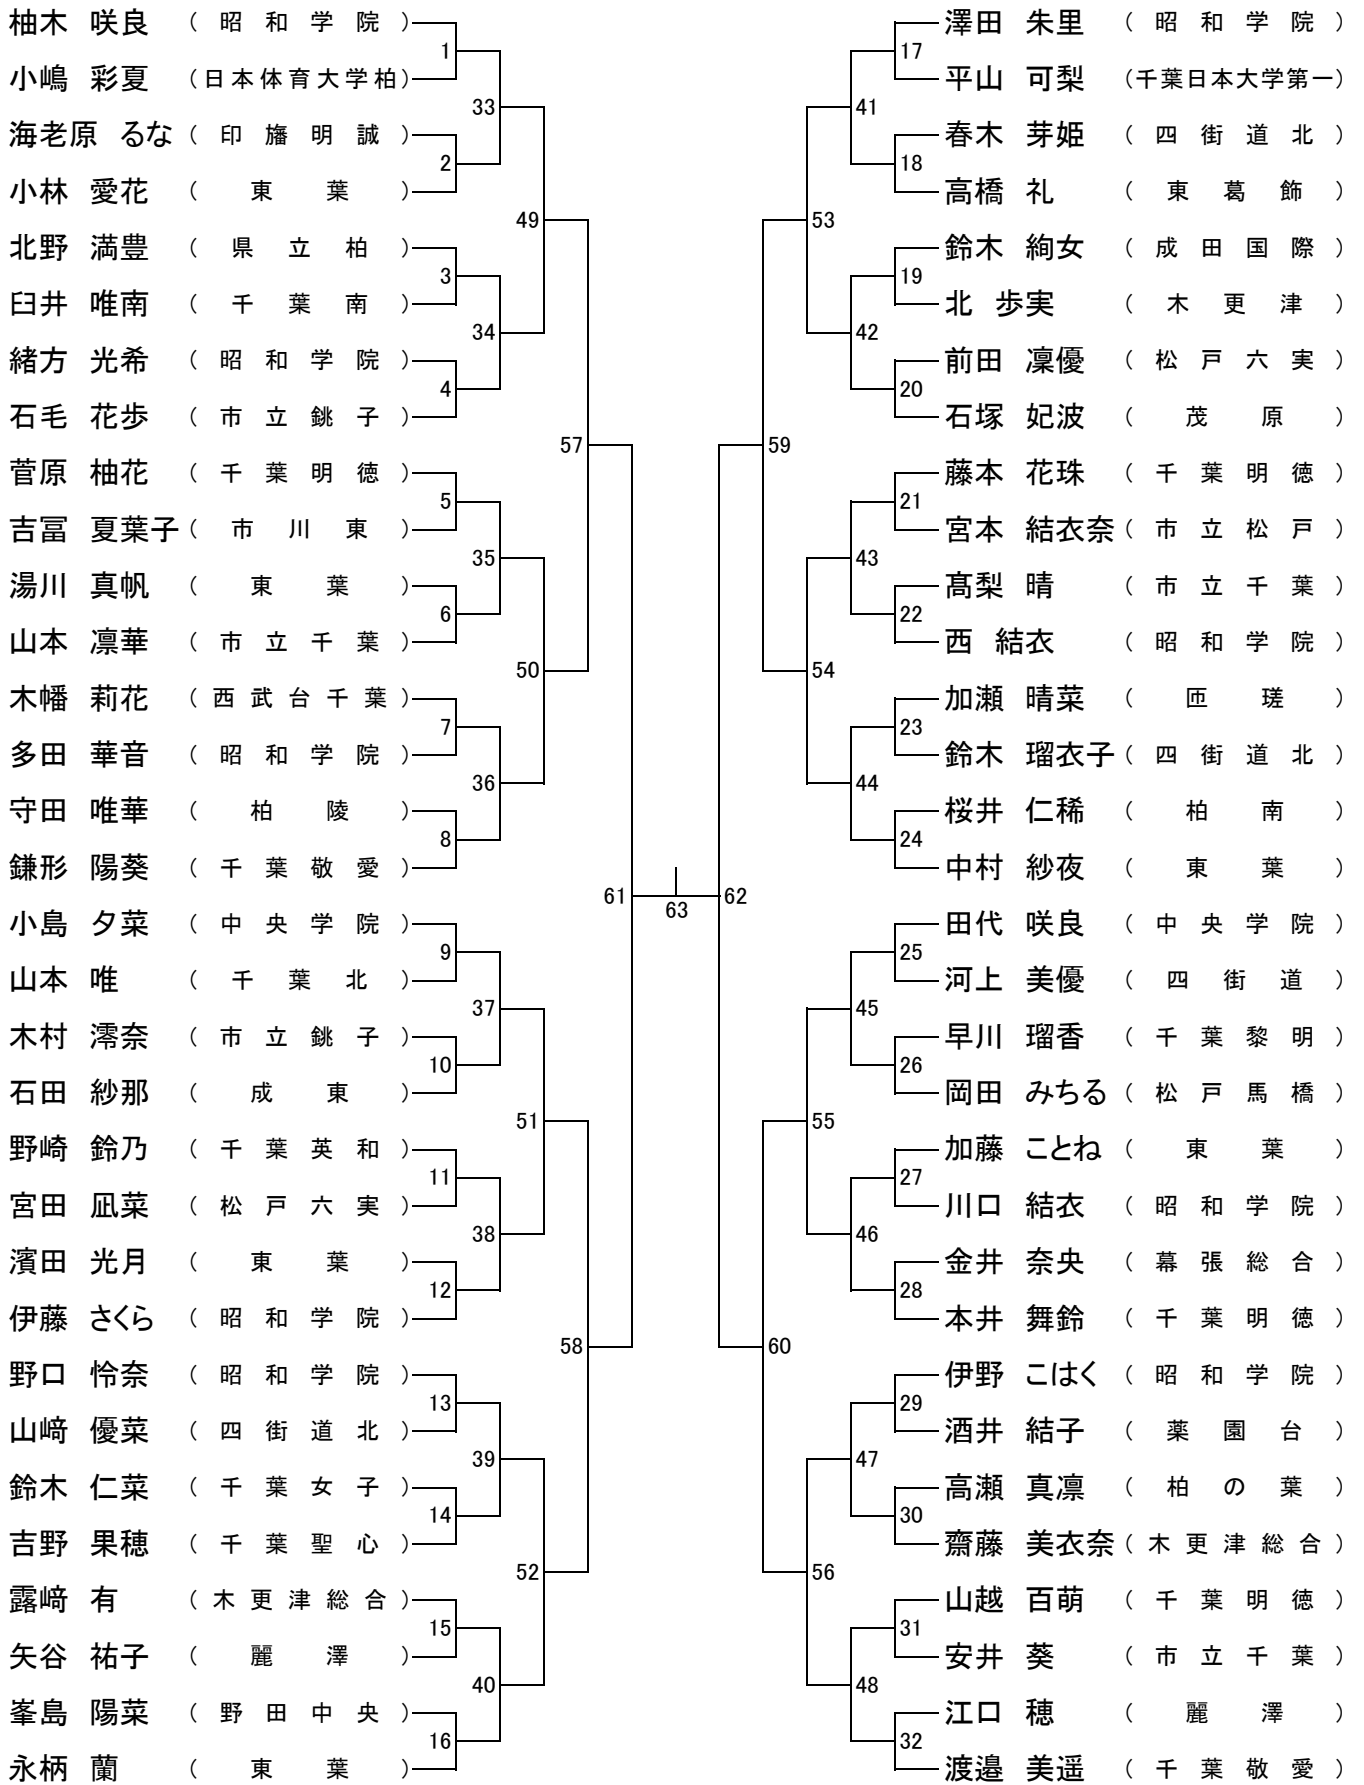 柚木 咲良 （昭和学院）
1
小嶋 彩夏 （日本体育大学柏）
33
海老原 るな （印旛明誠）
2
小林 愛花 （東葉）
49
北野 満豊 （県立柏）
3
臼井 唯南 （千葉南）
34
緒方 光希 （昭和学院）
4
石毛 花歩 （市立銚子）
57
菅原 柚花 （千葉明徳）
5
吉冨 夏葉子 （市川東）
35
湯川 真帆 （東葉）
6
山本 凛華 （市立千葉）
50
木幡 莉花 （西武台千葉）
7
多田 華音 （昭和学院）
36
守田 唯華 （柏陵）
8
鎌形 陽葵 （千葉敬愛）
61
63
62
小島 夕菜 （中央学院）
9
山本 唯 （千葉北）
37
木村 澪奈 （市立銚子）
10
石田 紗那 （成東）
51
野崎 鈴乃 （千葉英和）
11
宮田 凪菜 （松戸六実）
38
濱田 光月 （東葉）
12
伊藤 さくら （昭和学院）
58
野口 怜奈 （昭和学院）
13
山﨑 優菜 （四街道北）
39
鈴木 仁菜 （千葉女子）
14
吉野 果穂 （千葉聖心）
52
露﨑 有 （木更津総合）
15
矢谷 祐子 （麗澤）
40
峯島 陽菜 （野田中央）
16
永柄 蘭 （東葉）
澤田 朱里 （昭和学院）
17
平山 可梨 （千葉日本大学第一）
41
春木 芽姫 （四街道北）
18
高橋 礼 （東葛飾）
53
鈴木 絢女 （成田国際）
19
北 歩実 （木更津）
42
前田 凜優 （松戸六実）
20
石塚 妃波 （茂原）
59
藤本 花珠 （千葉明徳）
21
宮本 結衣奈 （市立松戸）
43
髙梨 晴 （市立千葉）
22
西 結衣 （昭和学院）
54
加瀬 晴菜 （匝瑳）
23
鈴木 瑠衣子 （四街道北）
44
桜井 仁稀 （柏南）
24
中村 紗夜 （東葉）
田代 咲良 （中央学院）
25
河上 美優 （四街道）
45
早川 瑠香 （千葉黎明）
26
岡田 みちる （松戸馬橋）
55
加藤 ことね （東葉）
27
川口 結衣 （昭和学院）
46
金井 奈央 （幕張総合）
28
本井 舞鈴 （千葉明徳）
60
伊野 こはく （昭和学院）
29
酒井 結子 （薬園台）
47
高瀬 真凛 （柏の葉）
30
齋藤 美衣奈 （木更津総合）
56
山越 百萌 （千葉明徳）
31
安井 葵 （市立千葉）
48
江口 穂 （麗澤）
32
渡邉 美遥 （千葉敬愛）